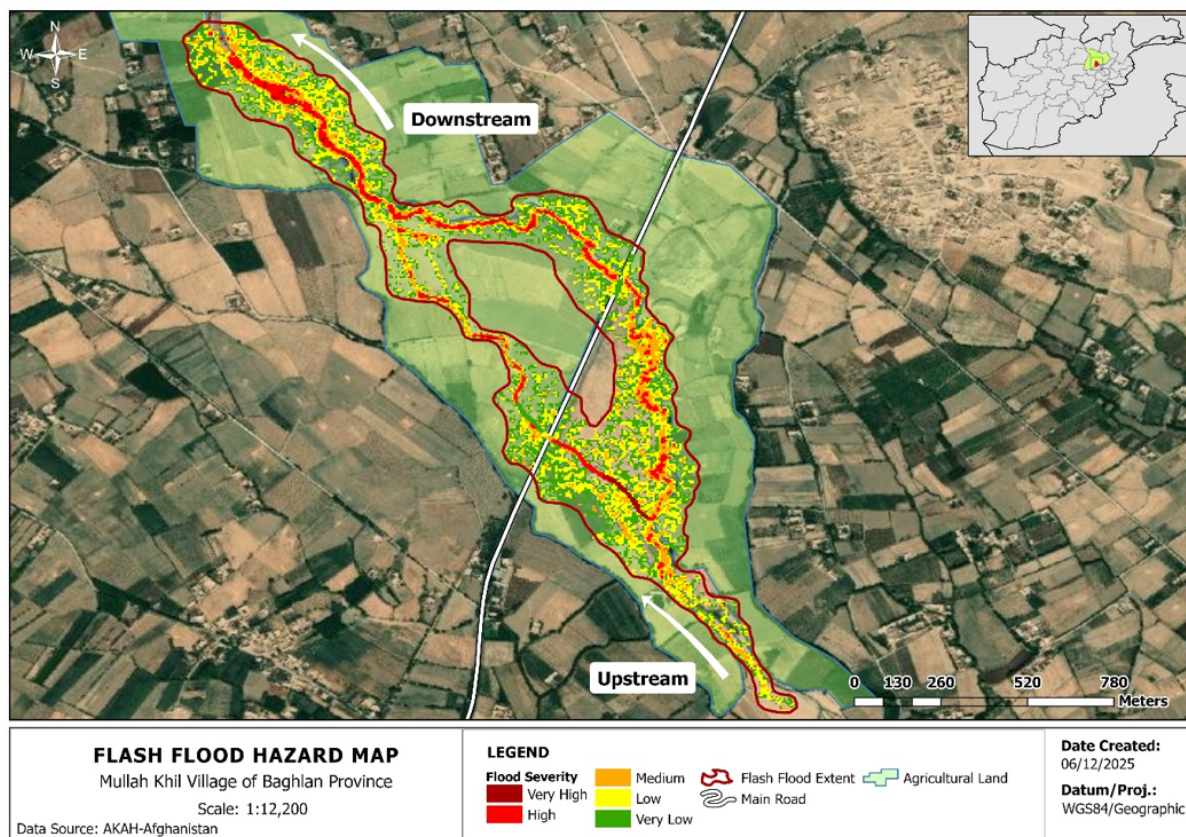 N
W E
S
Downstream
Upstream
0 130 260 520 780
Meters
FLASH FLOOD HAZARD MAP
Mullah Khil Village of Baghlan Province
Scale: 1:12,200
Data Source: AKAH-Afghanistan
LEGEND
Flood Severity
Very High
High
Medium
Low
Very Low
Flash Flood Extent
Main Road
Agricultural Land
Date Created:
06/12/2025
Datum/Proj.:
WGS84/Geographic